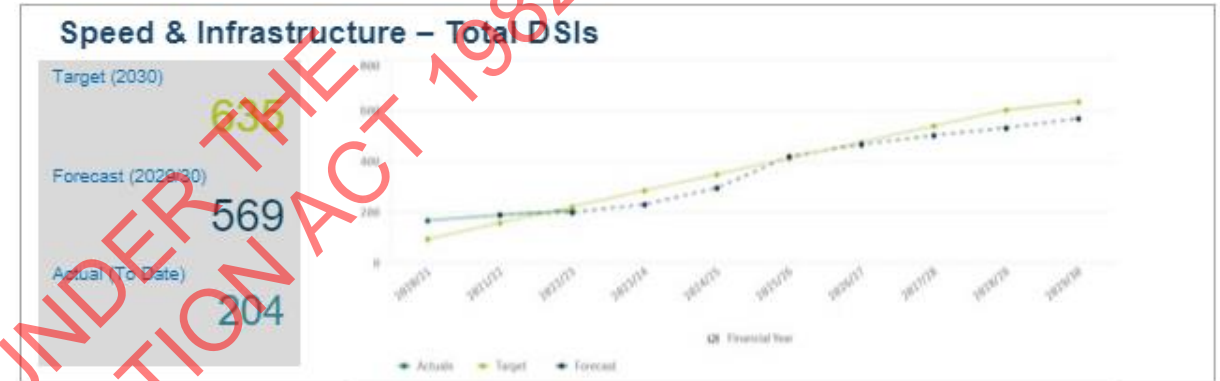 Speed & Infrastructure – Total DSIs
Target (2030)
635
Forecast (2029/30)
569
Actual (To Date)
204
800
600
400
200
0
2020/21
2021/22
2022/23
2023/24
2024/25
2025/26
2026/27
2027/28
2028/29
2029/30
Financial Year
Actuals
Target
Forecast
UNDER THE
TION ACT 1982